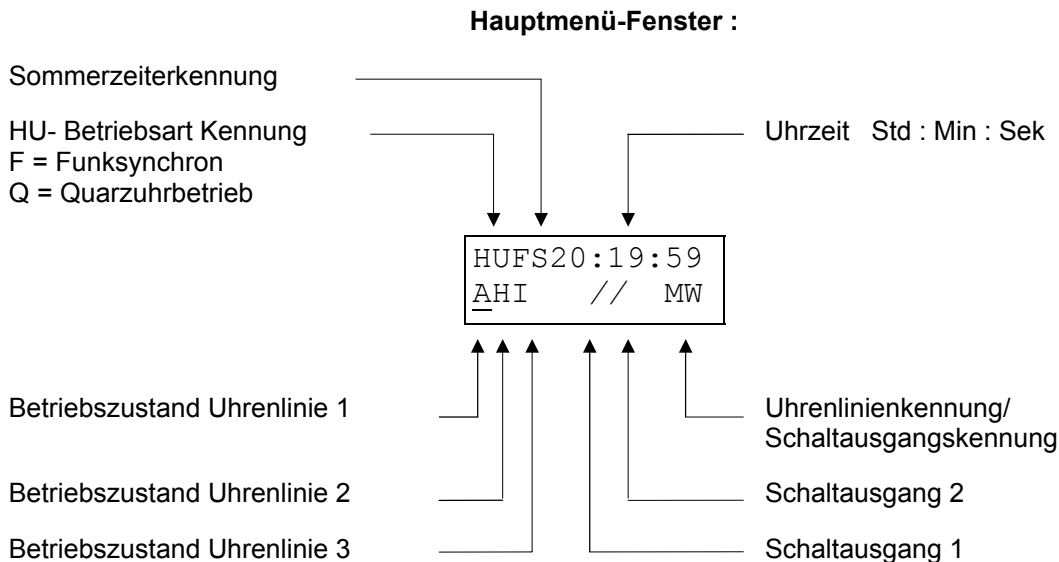 Hauptmenü-Fenster :
Sommerzeiterkennung
HU- Betriebsart Kennung
F = Funksynchron
Q = Quarzuhrbetrieb
Uhrzeit Std : Min : Sek
HUFS20:19:59
AHI // MW
Betriebszustand Uhrenlinie 1
Uhrenlinienkennung/
Schaltausgangskennung
Betriebszustand Uhrenlinie 2
Schaltausgang 2
Betriebszustand Uhrenlinie 3
Schaltausgang 1